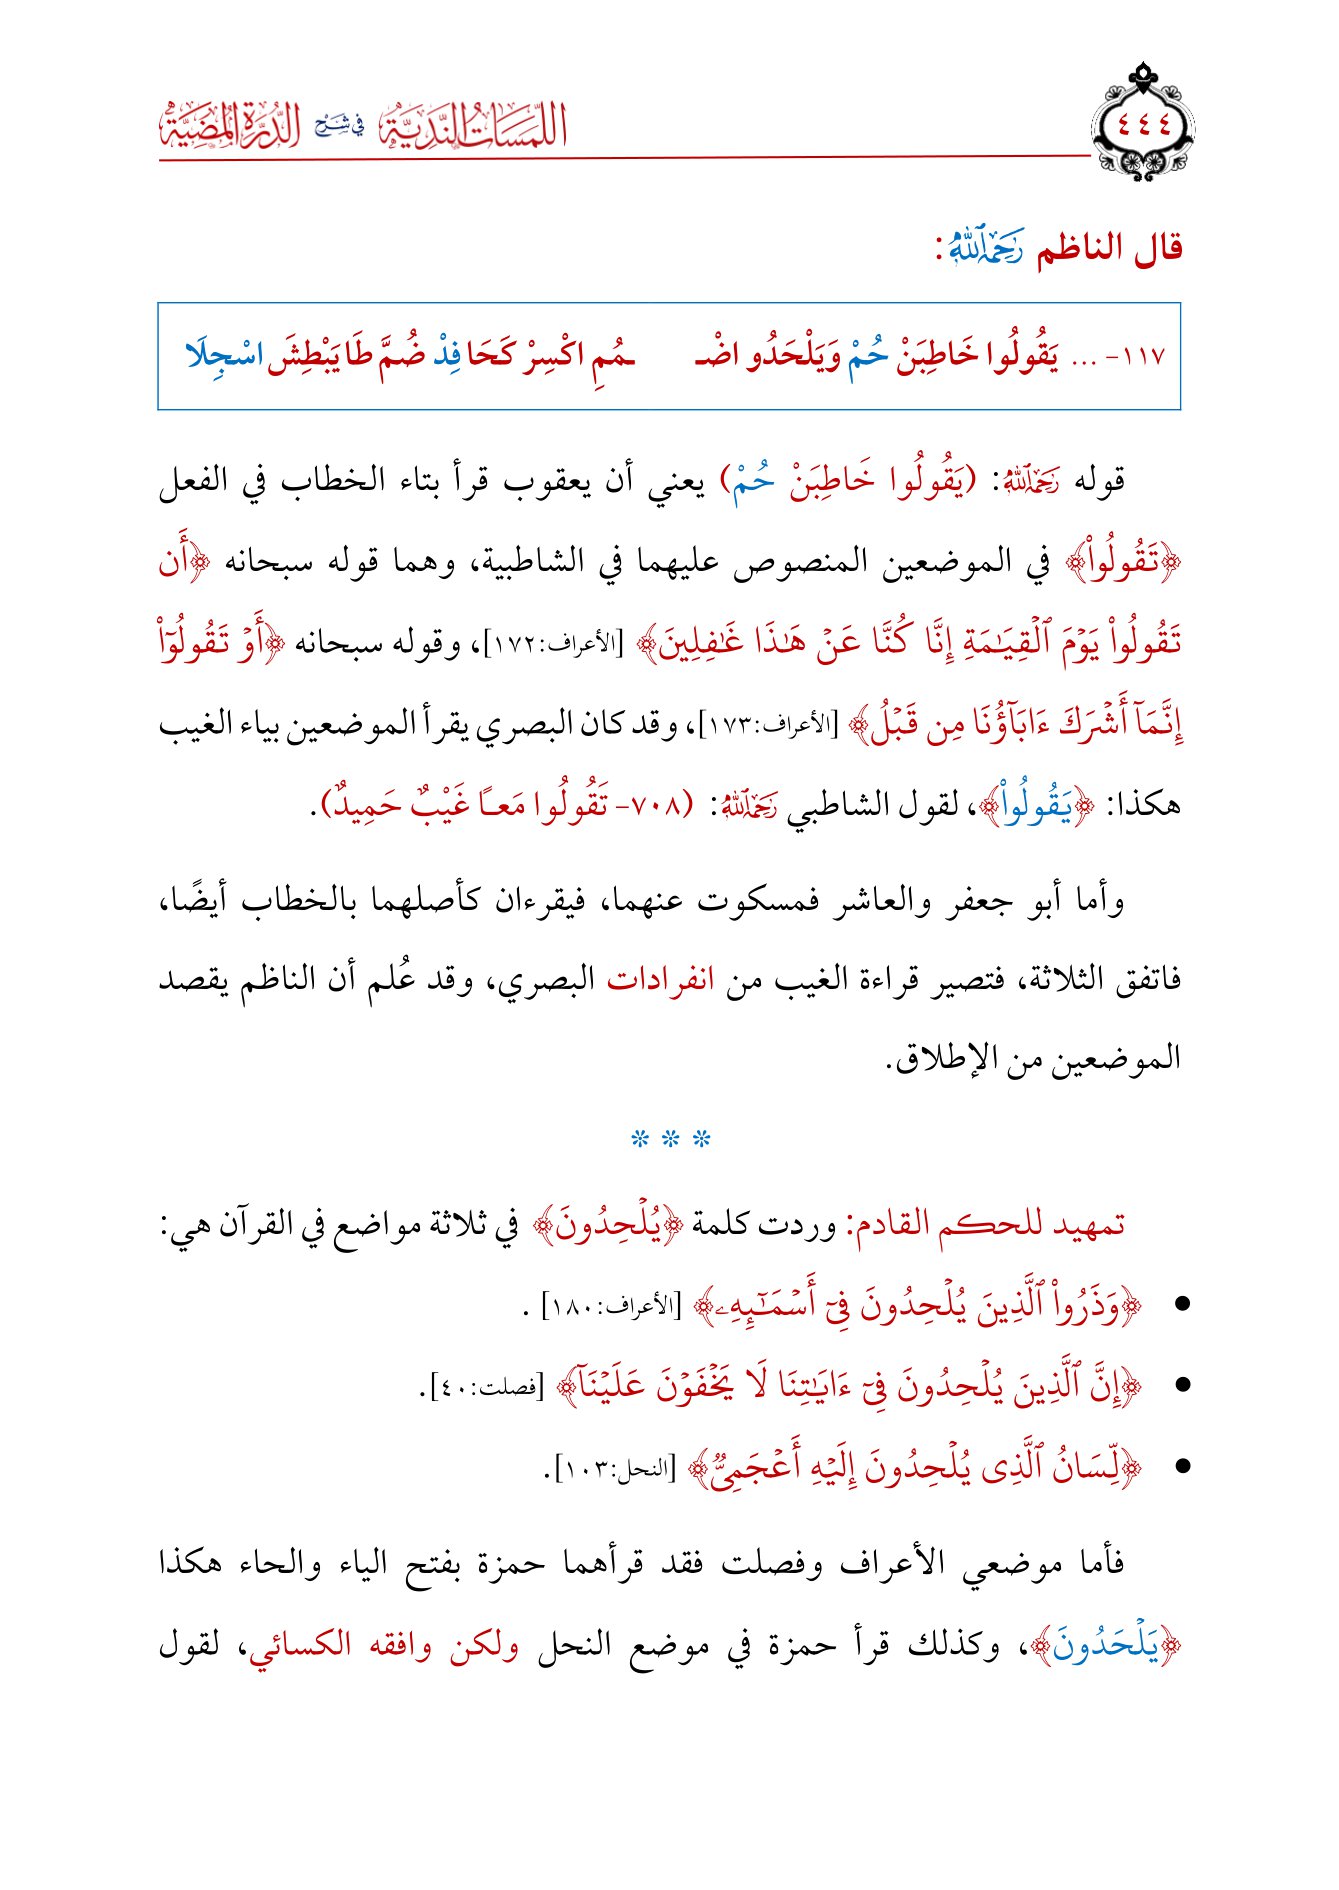 ٤٤٤
اللمسات الندية في شرح الدرة المضية
قال الناظم رحمه الله:
١١٧- ... يَقُولُوا خَاطِبَنْ حُمْ وَيَلْحَدُو اضْـ ـمُمِ اكْسِرْ كَحَا فِدْ ضُمَّ طَا يَبْطِشَ اسْجِلَا
قوله رحمه الله: (يَقُولُوا خَاطِبَنْ حُمْ) يعني أن يعقوب قرأ بتاء الخطاب في الفعل
﴿تَقُولُواْ﴾ في الموضعين المنصوص عليهما في الشاطبية، وهما قوله سبحانه ﴿أَن
تَقُولُواْ يَوْمَ ٱلْقِيَٰمَةِ إِنَّا كُنَّا عَنْ هَٰذَا غَٰفِلِينَ﴾ [الأعراف:١٧٢]، وقوله سبحانه ﴿أَوْ تَقُولُوٓاْ
إِنَّمَآ أَشْرَكَ ءَابَآؤُنَا مِن قَبْلُ﴾ [الأعراف:١٧٣]، وقد كان البصري يقرأ الموضعين بياء الغيب
هكذا: ﴿يَقُولُواْ﴾، لقول الشاطبي رحمه الله: (٧٠٨- تَقُولُوا مَعـًا غَيْبٌ حَمِيدٌ).
وأما أبو جعفر والعاشر فمسكوت عنهما، فيقرءان كأصلهما بالخطاب أيضًا،
فاتفق الثلاثة، فتصير قراءة الغيب من انفرادات البصري، وقد عُلم أن الناظم يقصد
الموضعين من الإطلاق.
* * *
تمهيد للحكم القادم: وردت كلمة ﴿يُلْحِدُونَ﴾ في ثلاثة مواضع في القرآن هي:
• ﴿وَذَرُواْ ٱلَّذِينَ يُلْحِدُونَ فِىٓ أَسْمَٰٓئِهِۦ﴾ [الأعراف:١٨٠] .
• ﴿إِنَّ ٱلَّذِينَ يُلْحِدُونَ فِىٓ ءَايَٰتِنَا لَا يَخْفَوْنَ عَلَيْنَآ﴾ [فصلت:٤٠].
• ﴿لِّسَانُ ٱلَّذِى يُلْحِدُونَ إِلَيْهِ أَعْجَمِىٌّ﴾ [النحل:١٠٣].
فأما موضعي الأعراف وفصلت فقد قرأهما حمزة بفتح الياء والحاء هكذا
﴿يَلْحَدُونَ﴾، وكذلك قرأ حمزة في موضع النحل ولكن وافقه الكسائي، لقول